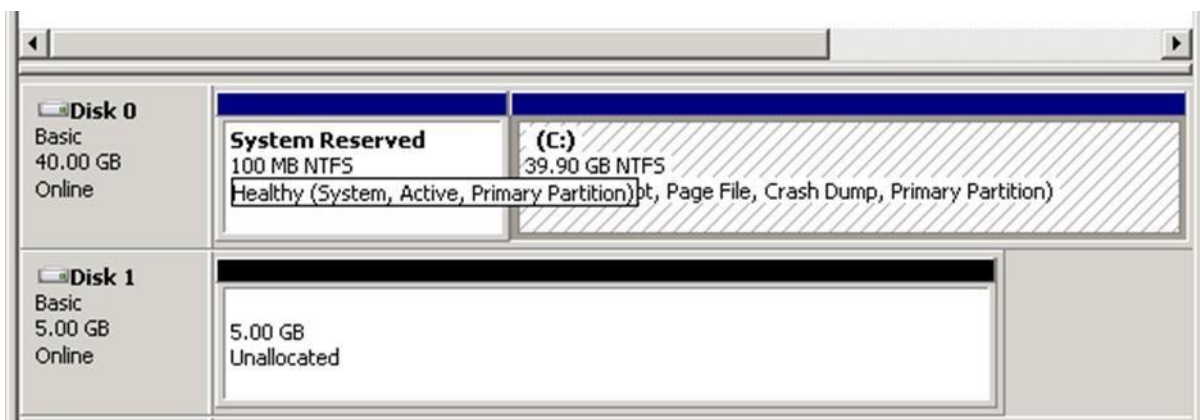 Disk 0
Basic
40.00 GB
Online
System Reserved
100 MB NTFS
Healthy (System, Active, Primary Partition)
(C:)
39.90 GB NTFS
ot, Page File, Crash Dump, Primary Partition)
Disk 1
Basic
5.00 GB
Online
5.00 GB
Unallocated